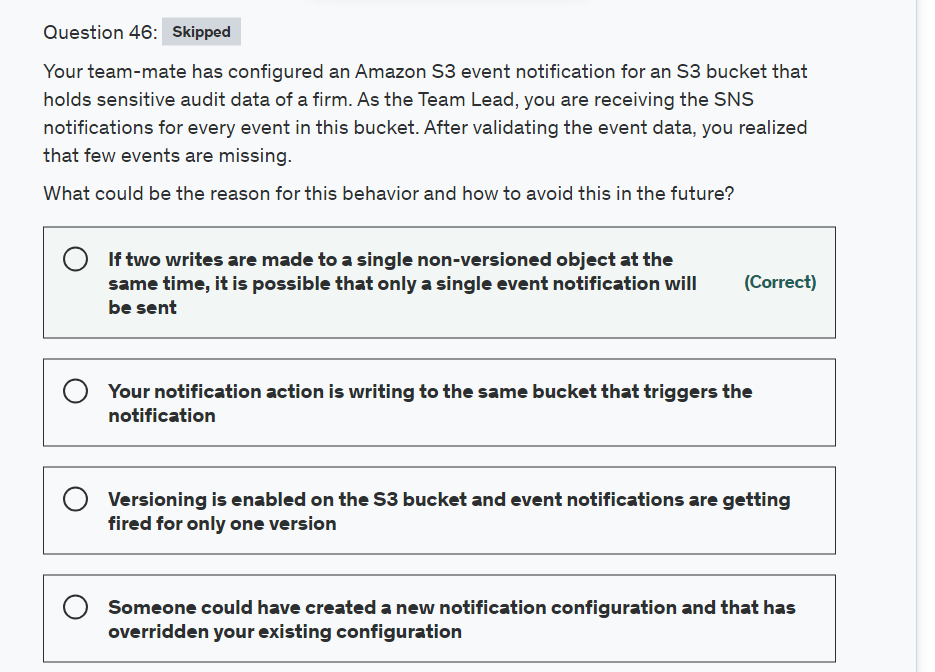 Question 46: Skipped
Your team-mate has configured an Amazon S3 event notification for an S3 bucket that
holds sensitive audit data of a firm. As the Team Lead, you are receiving the SNS
notifications for every event in this bucket. After validating the event data, you realized
that few events are missing.
What could be the reason for this behavior and how to avoid this in the future?
If two writes are made to a single non-versioned object at the
same time, it is possible that only a single event notification will
be sent
(Correct)
Your notification action is writing to the same bucket that triggers the
notification
Versioning is enabled on the S3 bucket and event notifications are getting
fired for only one version
Someone could have created a new notification configuration and that has
overridden your existing configuration